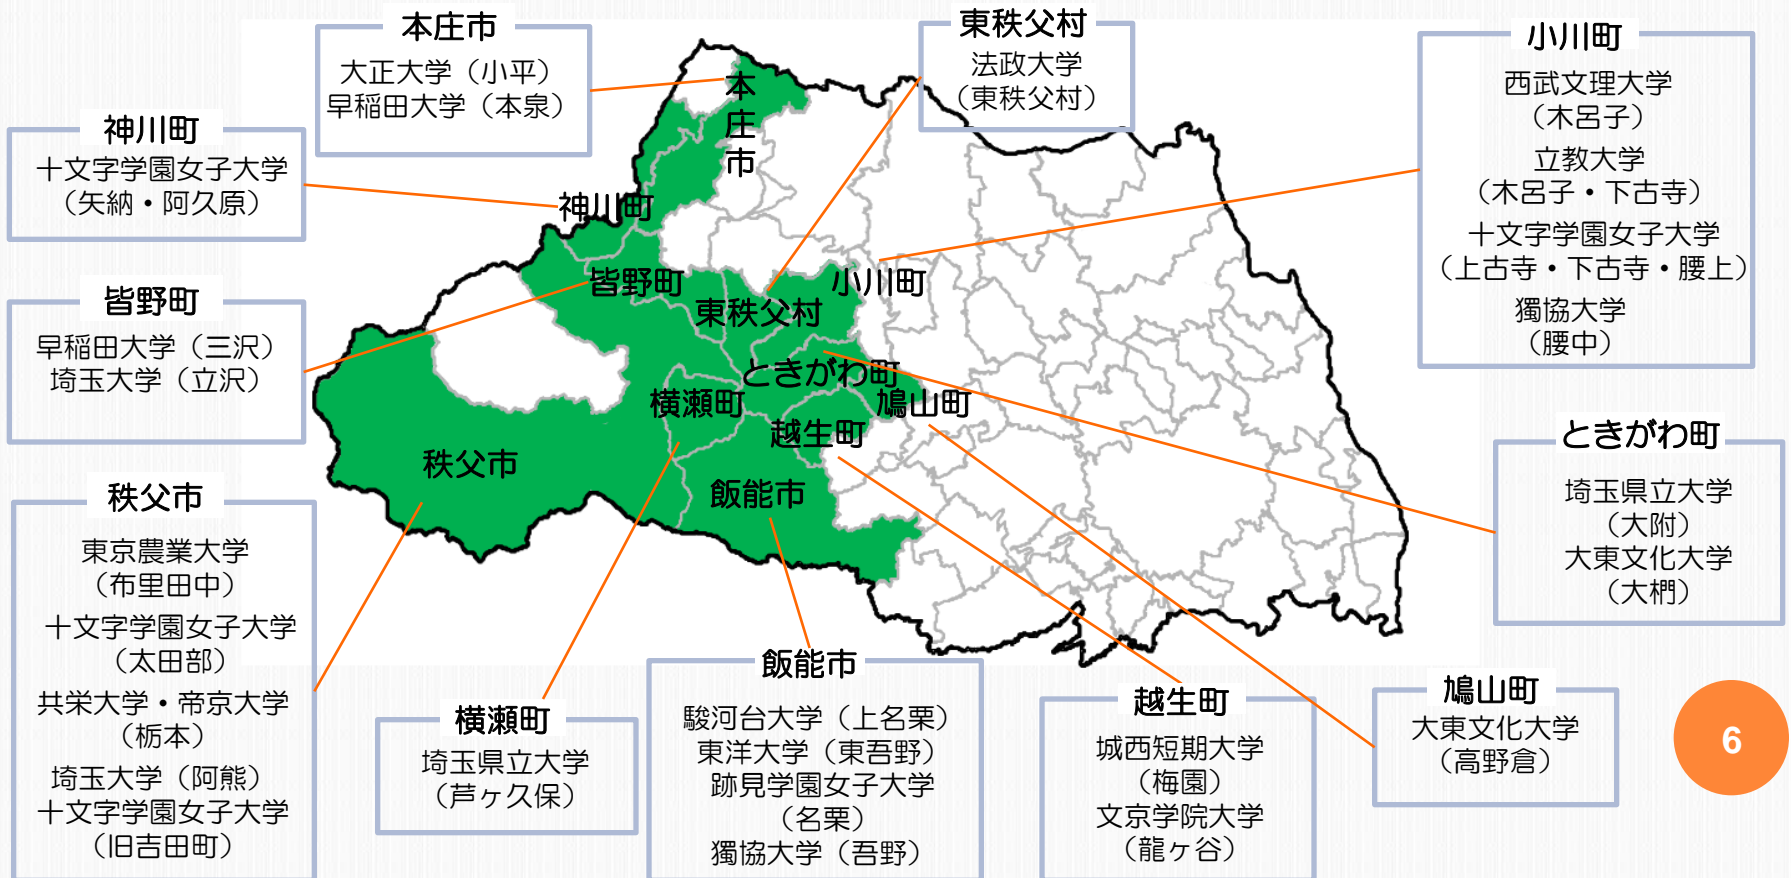 本庄市
大正大学（小平）
早稲田大学（本泉）
東秩父村
法政大学
（東秩父村）
小川町
西武文理大学
（木呂子）
立教大学
（木呂子・下古寺）
十文字学園女子大学
（上古寺・下古寺・腰上）
獨協大学
（腰中）
神川町
十文字学園女子大学
（矢納・阿久原）
皆野町
早稲田大学（三沢）
埼玉大学（立沢）
本庄市
神川町
皆野町
小川町
東秩父村
ときがわ町
横瀬町
鳩山町
越生町
秩父市
飯能市
ときがわ町
埼玉県立大学
（大附）
大東文化大学
（大椚）
秩父市
東京農業大学
（布里田中）
十文字学園女子大学
（太田部）
共栄大学・帝京大学
（栃本）
埼玉大学（阿熊）
十文字学園女子大学
（旧吉田町）
横瀬町
埼玉県立大学
（芦ヶ久保）
飯能市
駿河台大学（上名栗）
東洋大学（東吾野）
跡見学園女子大学
（名栗）
獨協大学（吾野）
越生町
城西短期大学
（梅園）
文京学院大学
（龍ヶ谷）
鳩山町
大東文化大学
（高野倉）
6